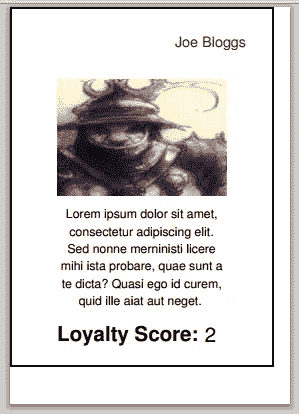 Joe Bloggs
Lorem ipsum dolor sit amet,
consectetur adipiscing elit.
Sed nonne merninisti licere
mihi ista probare, quae sunt a
te dicta? Quasi ego id curem,
quid ille aiat aut neget.
Loyalty Score: 2